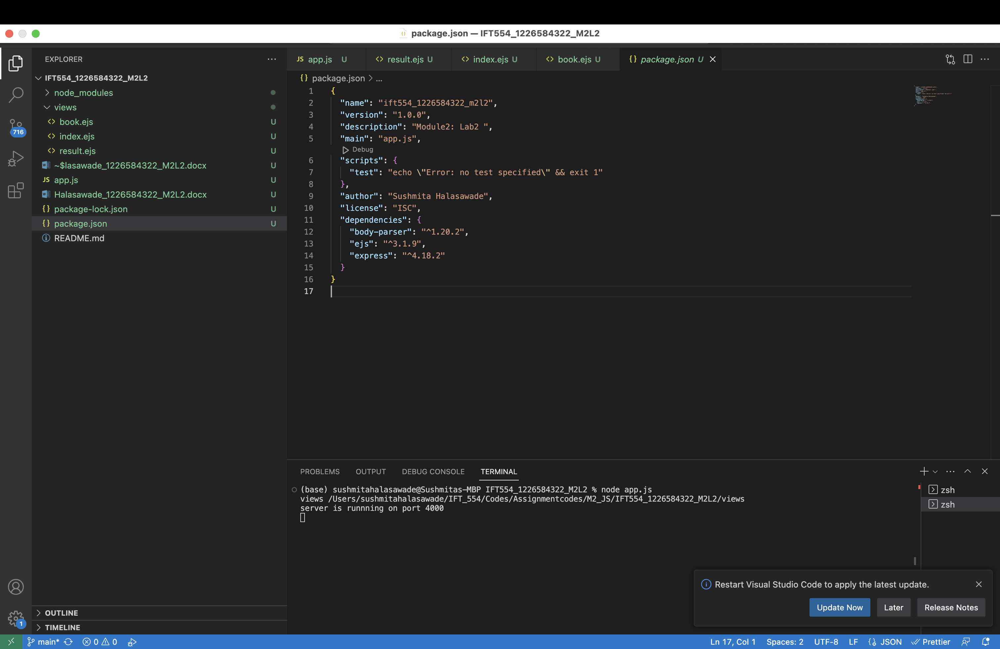 package.json — IFT554_1226584322_M2L2
EXPLORER
IFT554_1226584322_M2L2
node_modules
views
book.ejs U
index.ejs U
result.ejs U
~$lasawade_1226584322_M2L2.docx U
JS app.js U
Halasawade_1226584322_M2L2.docx U
{} package-lock.json U
{} package.json U
README.md
716
1
OUTLINE
TIMELINE
JS app.js U <> result.ejs U <> index.ejs U <> book.ejs U {} package.json U
{} package.json > ...
1 {
2 "name": "ift554_1226584322_m2l2",
3 "version": "1.0.0",
4 "description": "Module2: Lab2 ",
5 "main": "app.js",
Debug
6 "scripts": {
7 "test": "echo \"Error: no test specified\" && exit 1"
8 },
9 "author": "Sushmita Halasawade",
10 "license": "ISC",
11 "dependencies": {
12 "body-parser": "^1.20.2",
13 "ejs": "^3.1.9",
14 "express": "^4.18.2"
15 }
16 }
17
PROBLEMS OUTPUT DEBUG CONSOLE TERMINAL
(base) sushmitahalasawade@Sushmitas-MBP IFT554_1226584322_M2L2 % node app.js
views /Users/sushmitahalasawade/IFT_554/Codes/Assignmentcodes/M2_JS/IFT554_1226584322_M2L2/views
server is runnning on port 4000
zsh
zsh
Restart Visual Studio Code to apply the latest update.
Update Now Later Release Notes
main* 0 0 Ln 17, Col 1 Spaces: 2 UTF-8 LF JSON Prettier